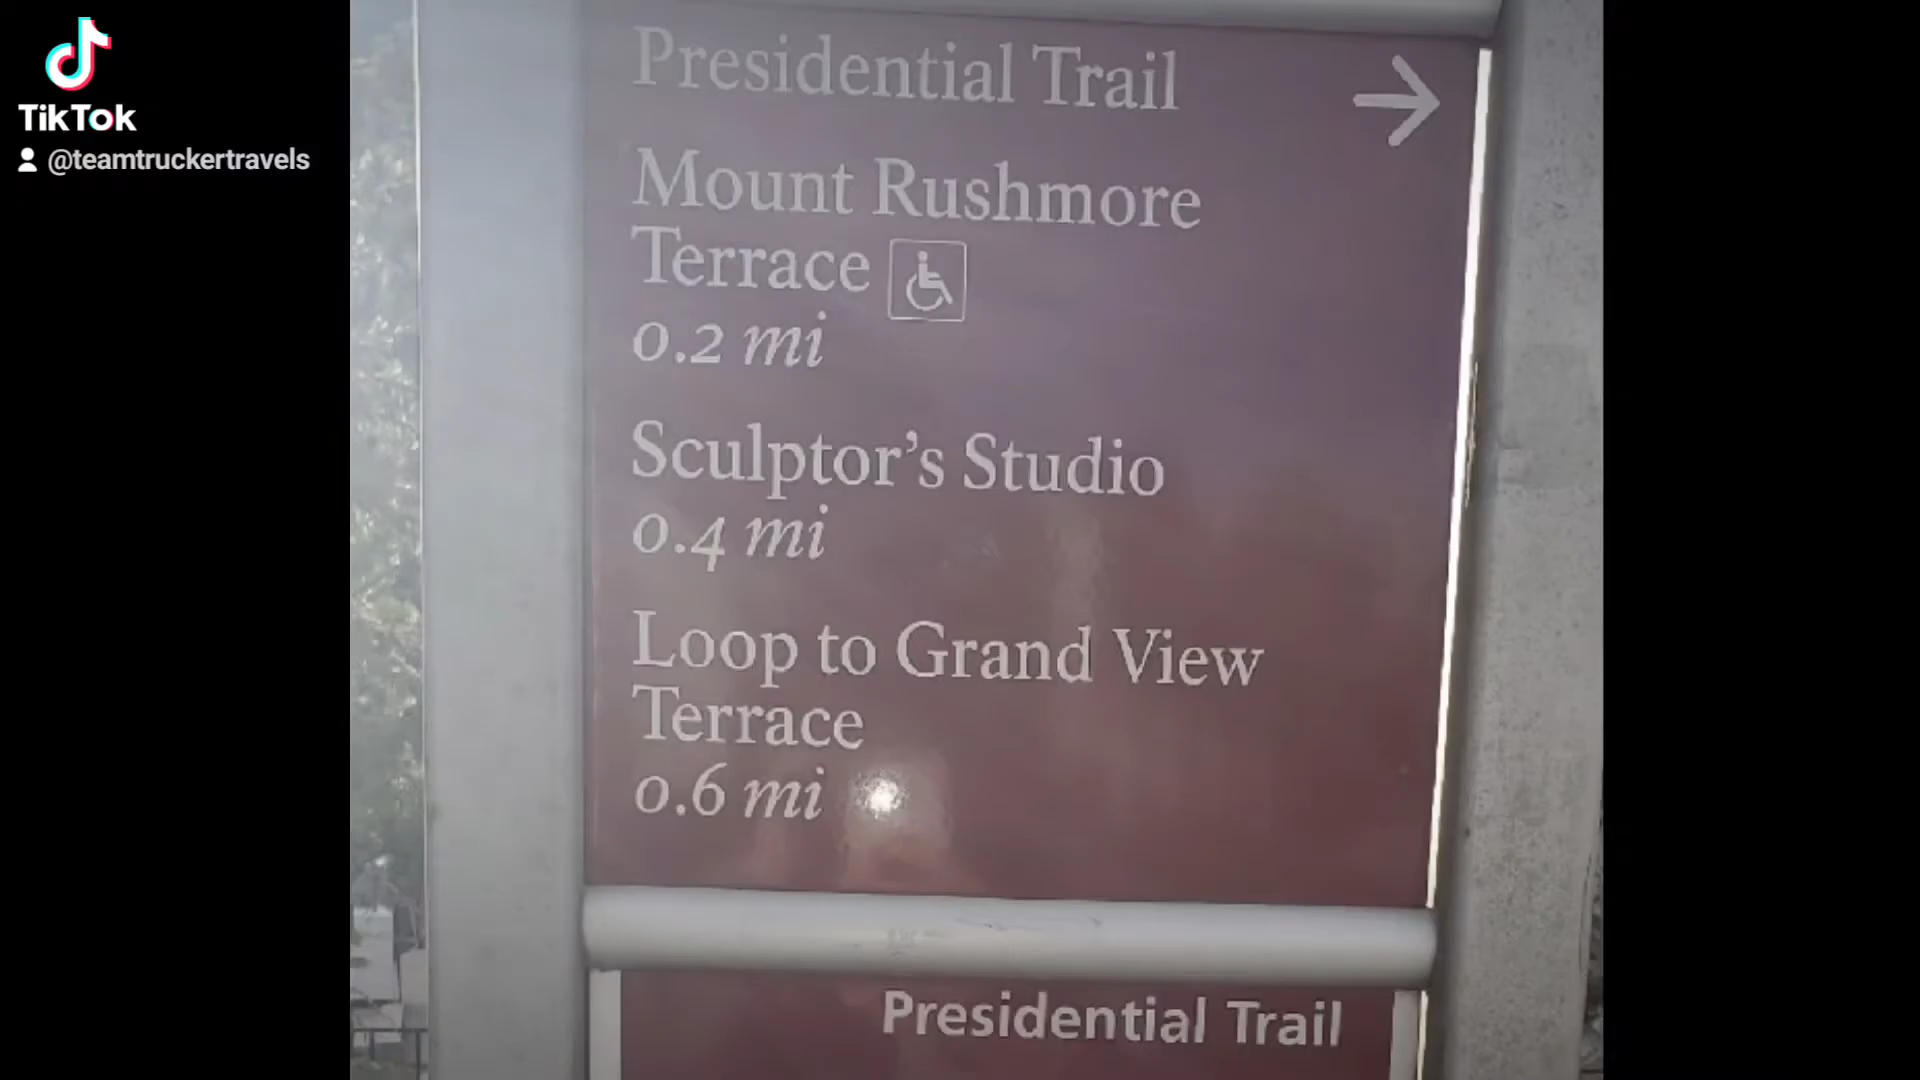 TikTok
@teamtruckertravels
Presidential Trail
Mount Rushmore
Terrace
0.2 mi
Sculptor’s Studio
0.4 mi
Loop to Grand View
Terrace
0.6 mi
Presidential Trail